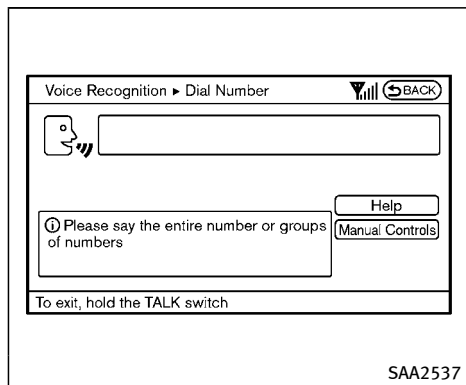 Voice Recognition ▸ Dial Number
BACK
Help
ⓘ Please say the entire number or groups
of numbers
Manual Controls
To exit, hold the TALK switch
SAA2537